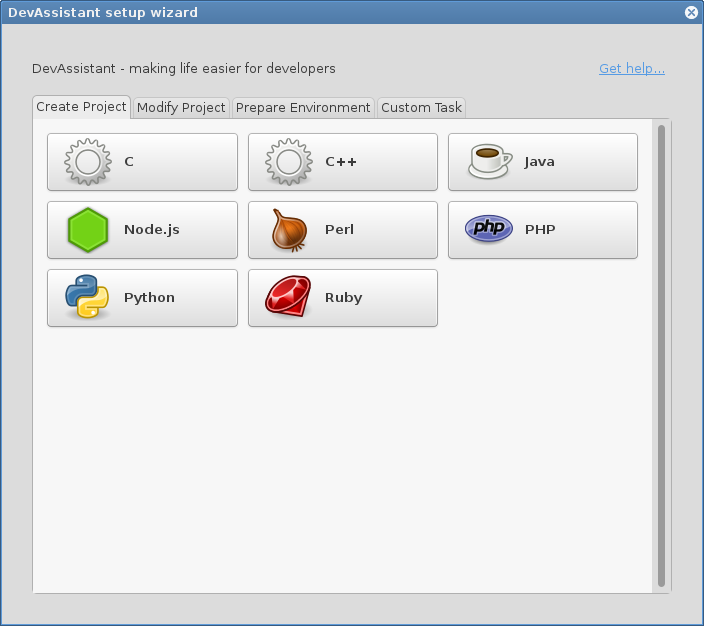 DevAssistant setup wizard
DevAssistant - making life easier for developers Get help...
Create Project Modify Project Prepare Environment Custom Task
C C++ Java
Node.js Perl php PHP
Python Ruby